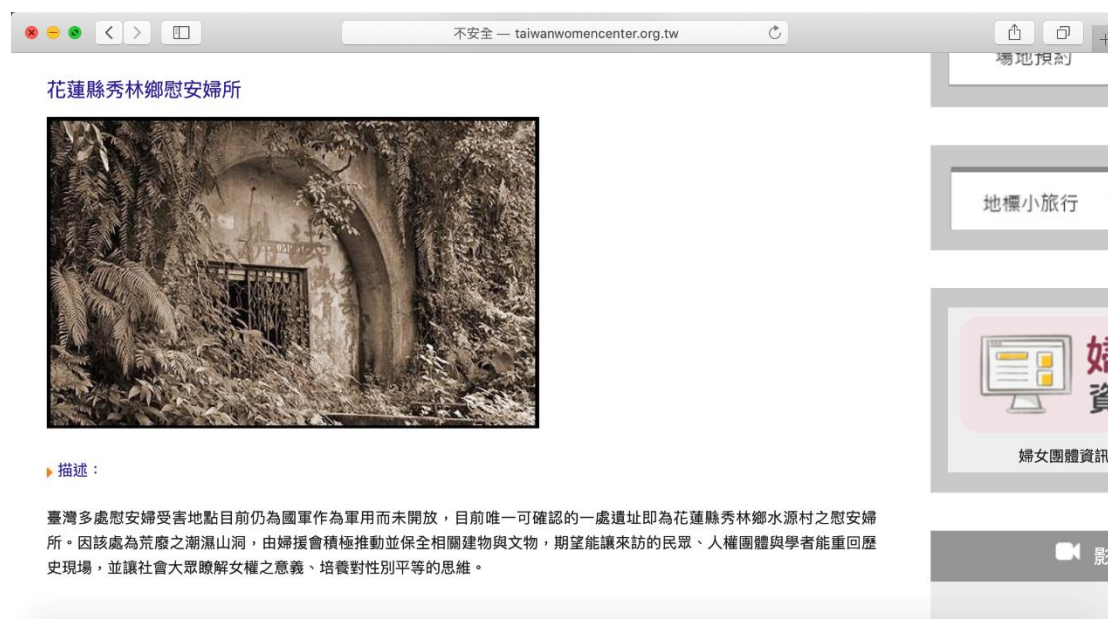 不安全 — taiwanwomencenter.org.tw
場地預約
花蓮縣秀林鄉慰安婦所
地標小旅行
婦女團體資訊
描述：
臺灣多處慰安婦受害地點目前仍為國軍作為軍用而未開放，目前唯一可確認的一處遺址即為花蓮縣秀林鄉水源村之慰安婦
所。因該處為荒廢之潮濕山洞，由婦援會積極推動並保全相關建物與文物，期望能讓來訪的民眾、人權團體與學者能重回歷
史現場，並讓社會大眾瞭解女權之意義、培養對性別平等的思維。
影